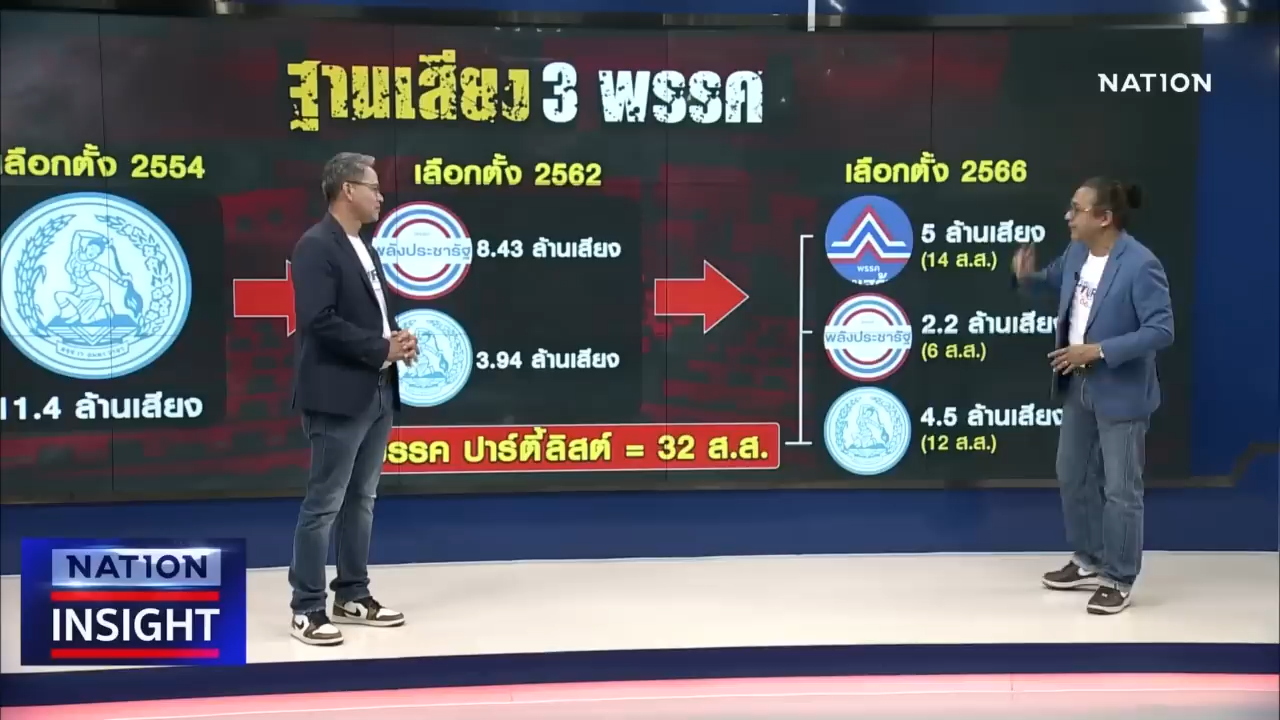 ฐานเสียง 3 พรรค
NATION
เลือกตั้ง 2554
11.4 ล้านเสียง
เลือกตั้ง 2562
พลังประชารัฐ
8.43 ล้านเสียง
3.94 ล้านเสียง
ปาร์ตี้ลิสต์ = 32 ส.ส.
เลือกตั้ง 2566
พรรค
5 ล้านเสียง
(14 ส.ส.)
พลังประชารัฐ
2.2 ล้านเสียง
(6 ส.ส.)
4.5 ล้านเสียง
(12 ส.ส.)
NATION
INSIGHT